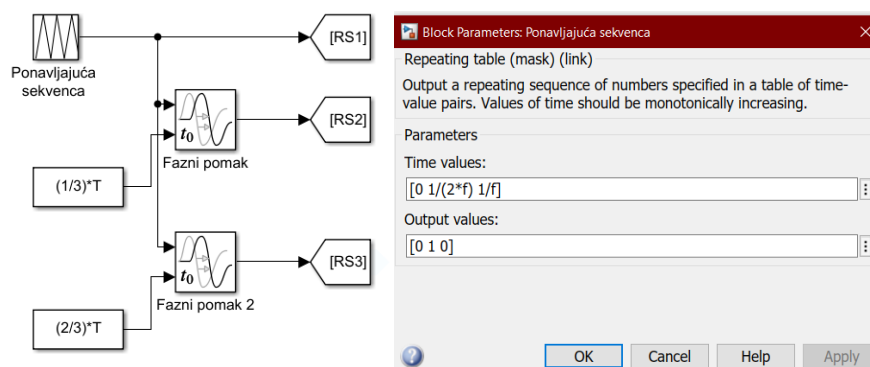 Ponavljajuća
sekvenca
[RS1]
t₀
Fazni pomak
[RS2]
(1/3)*T
t₀
Fazni pomak 2
[RS3]
(2/3)*T
Block Parameters: Ponavljajuća sekvenca
Repeating table (mask) (link)
Output a repeating sequence of numbers specified in a table of time-
value pairs. Values of time should be monotonically increasing.
Parameters
Time values:
[0 1/(2*f) 1/f]
Output values:
[0 1 0]
OK Cancel Help Apply